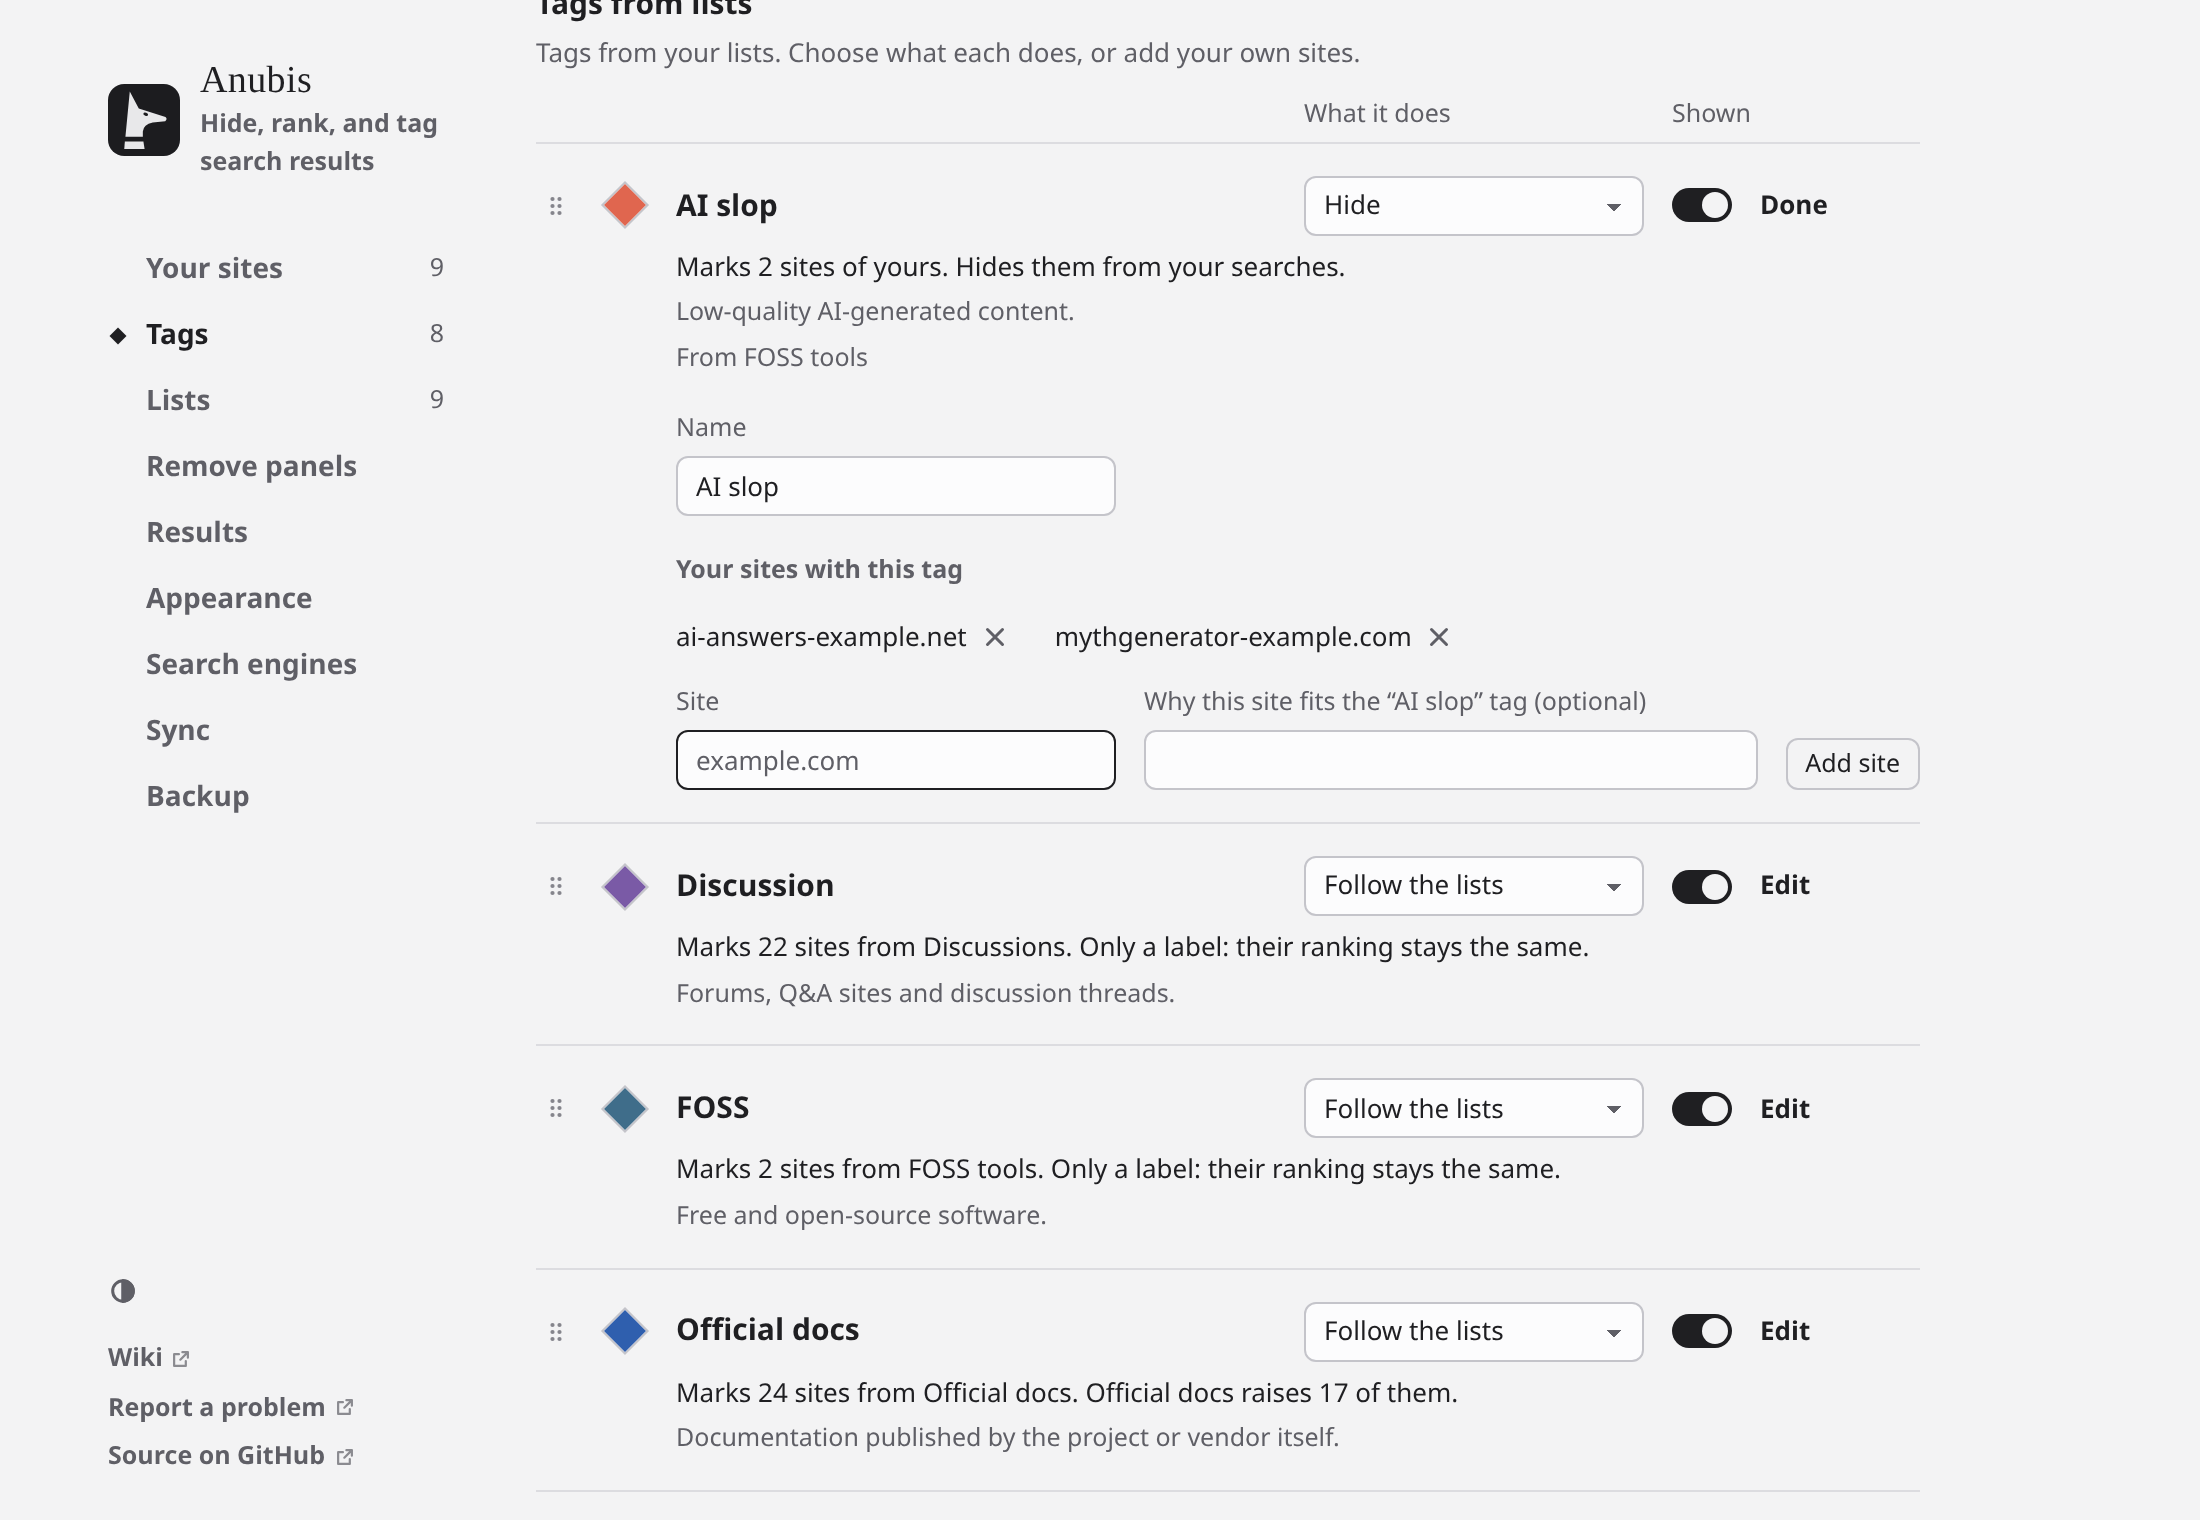 Tags from lists
Tags from your lists. Choose what each does, or add your own sites.
Anubis
Hide, rank, and tag
search results
Your sites 9
Tags 8
Lists 9
Remove panels
Results
Appearance
Search engines
Sync
Backup
Wiki
Report a problem
Source on GitHub
What it does Shown
AI slop Hide Done
Marks 2 sites of yours. Hides them from your searches.
Low-quality AI-generated content.
From FOSS tools
Name
AI slop
Your sites with this tag
ai-answers-example.net mythgenerator-example.com
Site Why this site fits the “AI slop” tag (optional)
example.com Add site
Discussion Follow the lists Edit
Marks 22 sites from Discussions. Only a label: their ranking stays the same.
Forums, Q&A sites and discussion threads.
FOSS Follow the lists Edit
Marks 2 sites from FOSS tools. Only a label: their ranking stays the same.
Free and open-source software.
Official docs Follow the lists Edit
Marks 24 sites from Official docs. Official docs raises 17 of them.
Documentation published by the project or vendor itself.